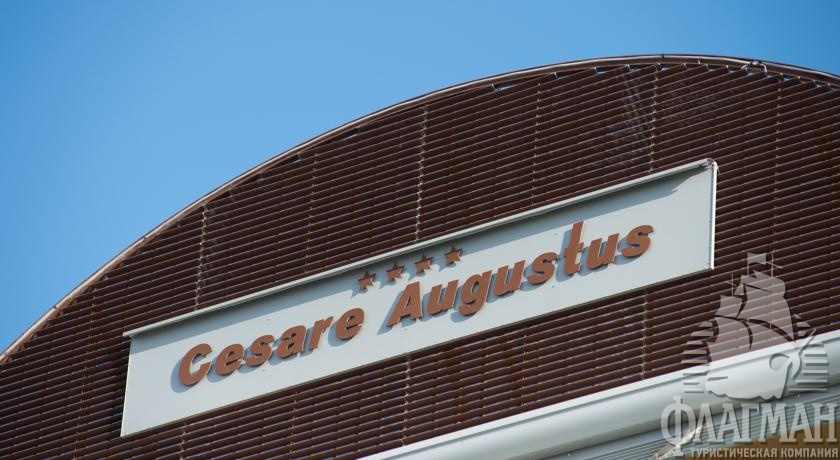 ★★★★
Cesare Augustus
ФЛАГМАН
ТУРИСТИЧЕСКАЯ КОМПАНИЯ